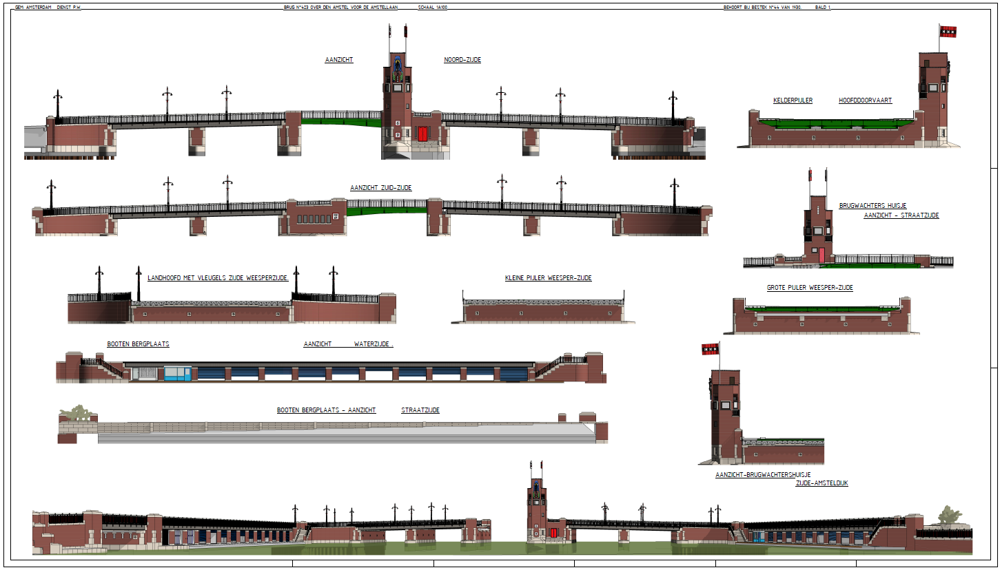 GEM: AMSTERDAM DIENST P.W. BRUG N°423 OVER DEN AMSTEL VOOR DE AMSTELLAAN SCHAAL 1A100 BEHOORT BIJ BESTEK N°44 VAN 1930. BALD 1.
AANZICHT NOORD-ZIJDE
KELDERPIJLER HOOFDDOORVAART
6
9
AANZICHT ZUID-ZIJDE
BRUGWACHTERS HUISJE
AANZICHT - STRAATZIJDE
LANDHOOFD MET VLEUGELS ZIJDE WEESPERZIJDE.
KLEINE PIJLER WEESPER-ZIJDE
GROTE PIJLER WEESPER-ZIJDE
BOOTEN BERGPLAATS AANZICHT WATERZIJDE .
BOOTEN BERGPLAATS - AANZICHT STRAATZIJDE
AANZICHT-BRUGWACHTERSHUISJE
ZIJDE-AMSTELDIJK